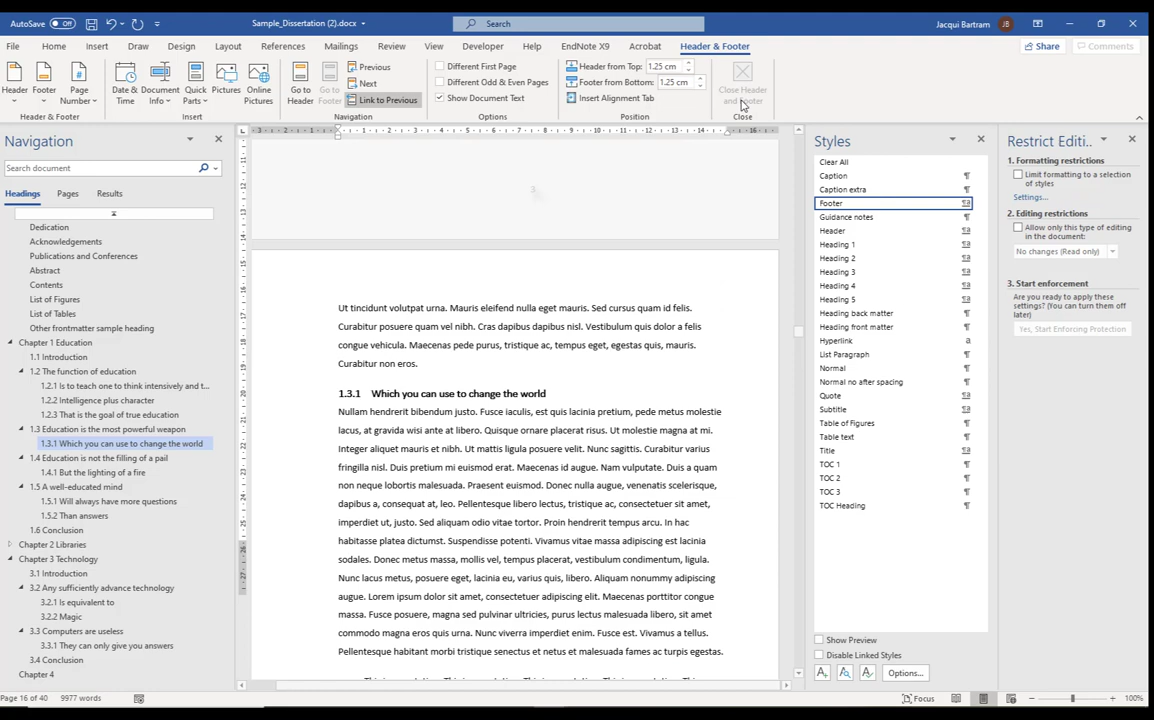 AutoSave Off
Sample_Dissertation (2).docx
Search
Jacqui Bartram
JB
File Home Insert Draw Design Layout References Mailings Review View Developer Help EndNote X9 Acrobat Header & Footer
Share
Comments
Header
Footer
Page Number
Header & Footer
Date & Time
Document Info
Quick Parts
Pictures
Online Pictures
Insert
Go to Header
Go to Footer
Previous
Next
Link to Previous
Navigation
Different First Page
Different Odd & Even Pages
Show Document Text
Options
Header from Top: 1.25 cm
Footer from Bottom: 1.25 cm
Insert Alignment Tab
Position
Close Header and Footer
Close
Navigation
Search document
Headings Pages Results
Dedication
Acknowledgements
Publications and Conferences
Abstract
Contents
List of Figures
List of Tables
Other frontmatter sample heading
Chapter 1 Education
1.1 Introduction
1.2 The function of education
1.2.1 Is to teach one to think intensively and t...
1.2.2 Intelligence plus character
1.2.3 That is the goal of true education
1.3 Education is the most powerful weapon
1.3.1 Which you can use to change the world
1.4 Education is not the filling of a pail
1.4.1 But the lighting of a fire
1.5 A well-educated mind
1.5.1 Will always have more questions
1.5.2 Than answers
1.6 Conclusion
Chapter 2 Libraries
Chapter 3 Technology
3.1 Introduction
3.2 Any sufficiently advance technology
3.2.1 Is equivalent to
3.2.2 Magic
3.3 Computers are useless
3.3.1 They can only give you answers
3.4 Conclusion
Chapter 4
3
Ut tincidunt volutpat urna. Mauris eleifend nulla eget mauris. Sed cursus quam id felis.
Curabitur posuere quam vel nibh. Cras dapibus dapibus nisl. Vestibulum quis dolor a felis
congue vehicula. Maecenas pede purus, tristique ac, tempus eget, egestas quis, mauris.
Curabitur non eros.
1.3.1 Which you can use to change the world
Nullam hendrerit bibendum justo. Fusce iaculis, est quis lacinia pretium, pede metus molestie
lacus, at gravida wisi ante at libero. Quisque ornare placerat risus. Ut molestie magna at mi.
Integer aliquet mauris et nibh. Ut mattis ligula posuere velit. Nunc sagittis. Curabitur varius
fringilla nisl. Duis pretium mi euismod erat. Maecenas id augue. Nam vulputate. Duis a quam
non neque lobortis malesuada. Praesent euismod. Donec nulla augue, venenatis scelerisque,
dapibus a, consequat at, leo. Pellentesque libero lectus, tristique ac, consectetuer sit amet,
imperdiet ut, justo. Sed aliquam odio vitae tortor. Proin hendrerit tempus arcu. In hac
habitasse platea dictumst. Suspendisse potenti. Vivamus vitae massa adipiscing est lacinia
sodales. Donec metus massa, mollis vel, tempus placerat, vestibulum condimentum, ligula.
Nunc lacus metus, posuere eget, lacinia eu, varius quis, libero. Aliquam nonummy adipiscing
augue. Lorem ipsum dolor sit amet, consectetuer adipiscing elit. Maecenas porttitor congue
massa. Fusce posuere, magna sed pulvinar ultricies, purus lectus malesuada libero, sit amet
commodo magna eros quis urna. Nunc viverra imperdiet enim. Fusce est. Vivamus a tellus.
Pellentesque habitant morbi tristique senectus et netus et malesuada fames ac turpis egestas.
Styles
Clear All
Caption
Caption extra
Footer
Guidance notes
Header
Heading 1
Heading 2
Heading 3
Heading 4
Heading 5
Heading back matter
Heading front matter
Hyperlink
List Paragraph
Normal
Normal no after spacing
Quote
Subtitle
Table of Figures
Table text
Title
TOC 1
TOC 2
TOC 3
TOC Heading
Show Preview
Disable Linked Styles
Options...
Restrict Editi...
1. Formatting restrictions
Limit formatting to a selection
of styles
Settings...
2. Editing restrictions
Allow only this type of editing
in the document:
No changes (Read only)
3. Start enforcement
Are you ready to apply these
settings? (You can turn them off
later)
Yes, Start Enforcing Protection
Page 16 of 40 9977 words
Focus
100%